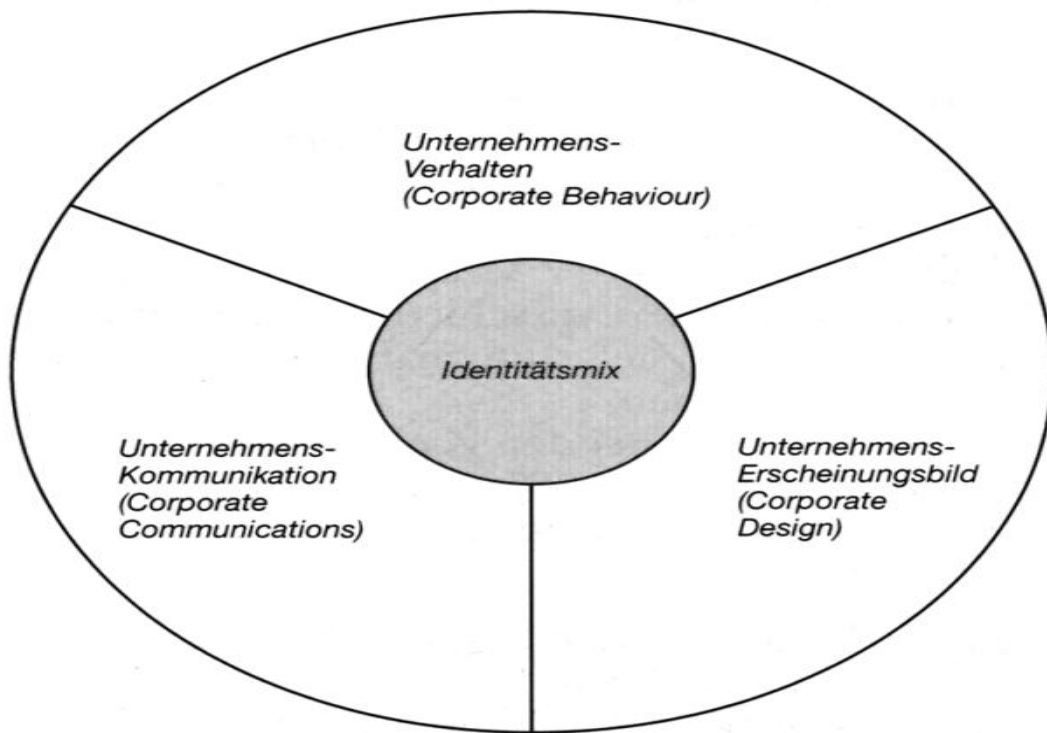 Unternehmens-
Verhalten
(Corporate Behaviour)
Identitätsmix
Unternehmens-
Kommunikation
(Corporate
Communications)
Unternehmens-
Erscheinungsbild
(Corporate
Design)